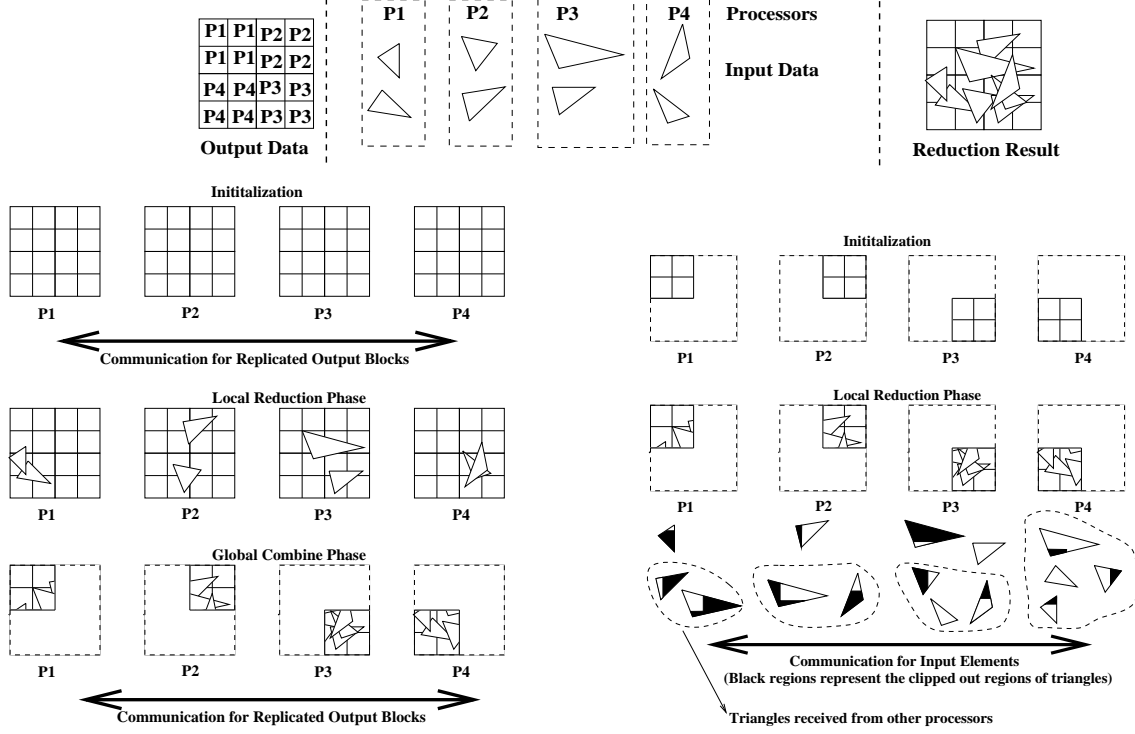 P1 P1 P2 P2
P1 P1 P2 P2
P4 P4 P3 P3
P4 P4 P3 P3
Output Data
P1 P2 P3 P4 Processors
Input Data
Reduction Result
Inititalization
P1 P2 P3 P4
Communication for Replicated Output Blocks
Local Reduction Phase
P1 P2 P3 P4
Global Combine Phase
P1 P2 P3 P4
Communication for Replicated Output Blocks
Inititalization
P1 P2 P3 P4
Local Reduction Phase
P1 P2 P3 P4
Communication for Input Elements
(Black regions represent the clipped out regions of triangles)
Triangles received from other processors